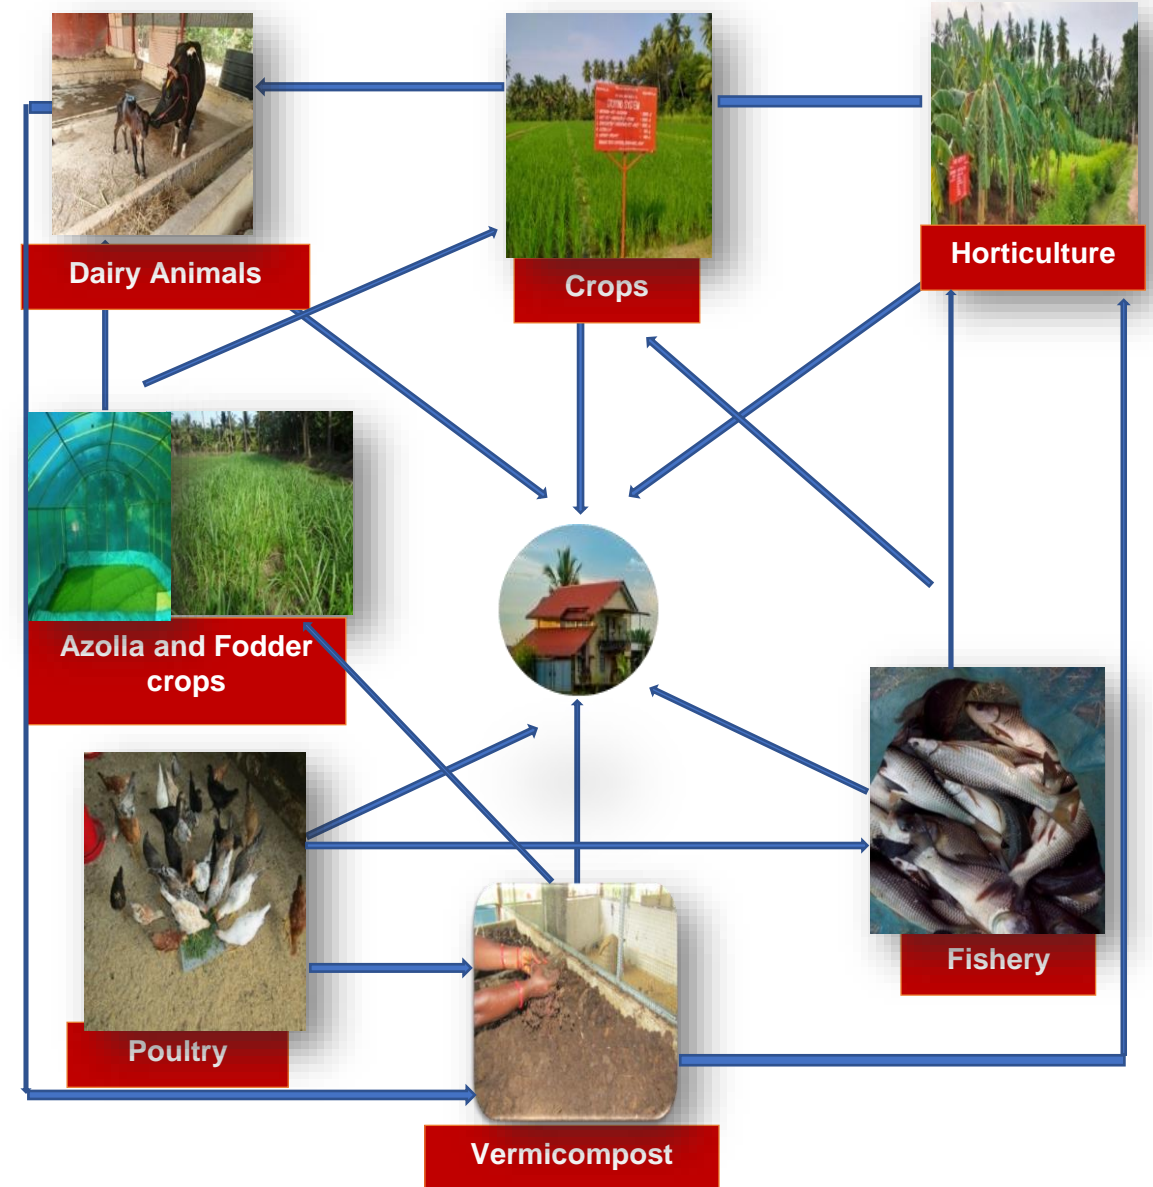 Dairy Animals
Crops
Horticulture
Azolla and Fodder
crops
Poultry
Fishery
Vermicompost